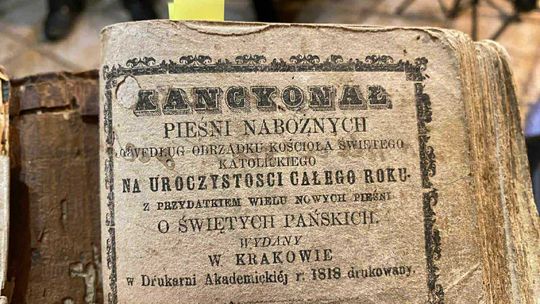 KANCYONAŁ
PIEŚNI NABOŻNYCH
WEDŁUG OBRZĄDKU KOŚCIOŁA ŚWIĘTEGO
KATOLICKIEGO
NA UROCZYSTOSCI CAŁEGO ROKU.
Z PRZYDATKIEM WIELU NOWYCH PIEŚNI
O ŚWIĘTYCH PAŃSKICH.
WYDANY
W KRAKOWIE
w Drukarni Akademickiéj r. 1818 drukowany.